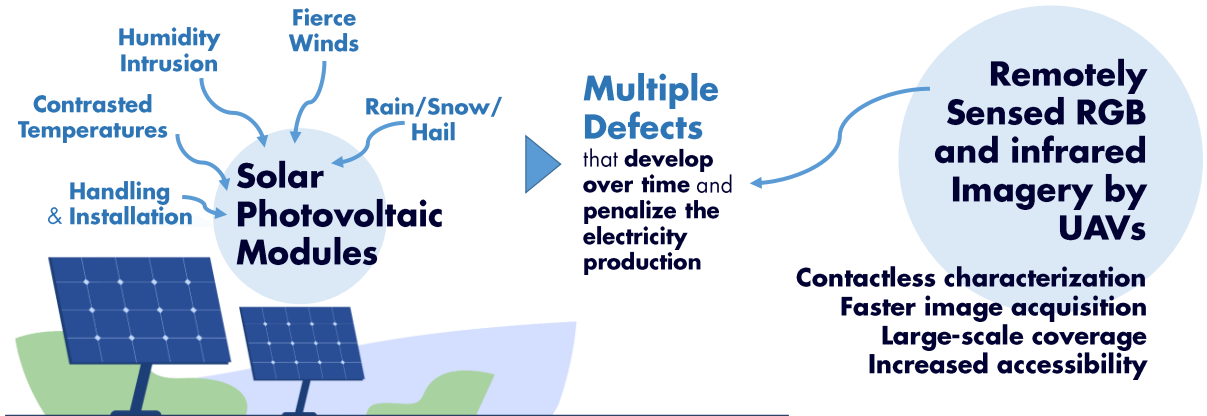 Fierce
Winds
Humidity
Intrusion
Contrasted
Temperatures
Rain/Snow/
Hail
Handling
& Installation
Solar
Photovoltaic
Modules
Multiple
Defects
that develop
over time and
penalize the
electricity
production
Remotely
Sensed RGB
and infrared
Imagery by
UAVs
Contactless characterization
Faster image acquisition
Large-scale coverage
Increased accessibility